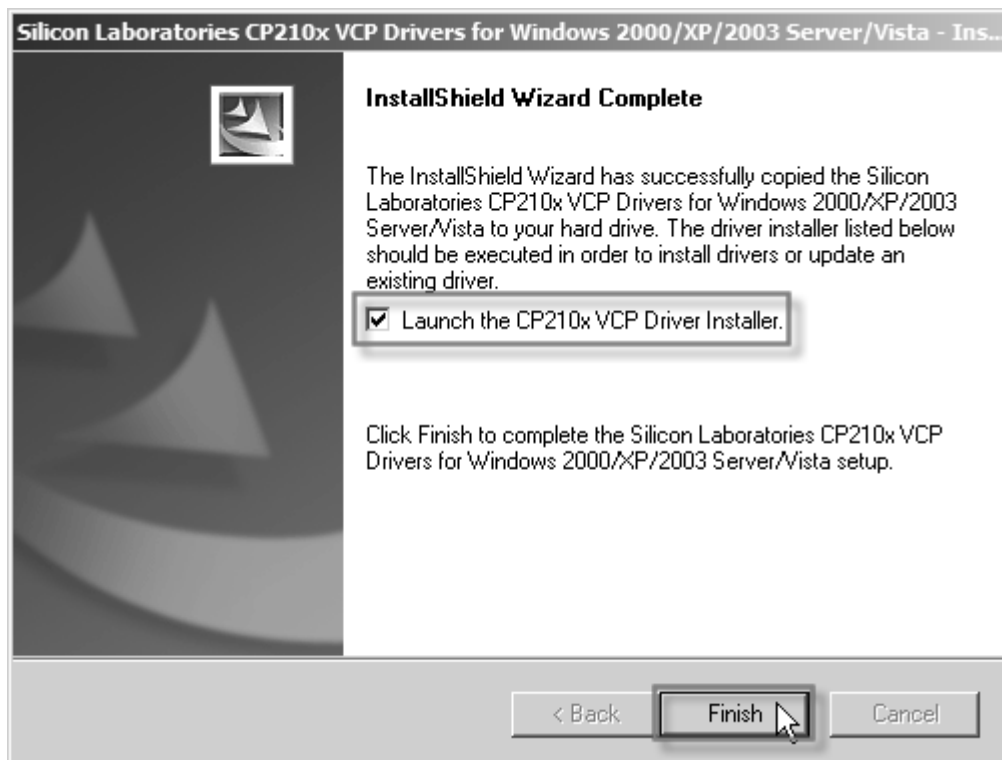 Silicon Laboratories CP210x VCP Drivers for Windows 2000/XP/2003 Server/Vista - Ins...
InstallShield Wizard Complete
The InstallShield Wizard has successfully copied the Silicon
Laboratories CP210x VCP Drivers for Windows 2000/XP/2003
Server/Vista to your hard drive. The driver installer listed below
should be executed in order to install drivers or update an
existing driver.
Launch the CP210x VCP Driver Installer.
Click Finish to complete the Silicon Laboratories CP210x VCP
Drivers for Windows 2000/XP/2003 Server/Vista setup.
< Back
Finish
Cancel